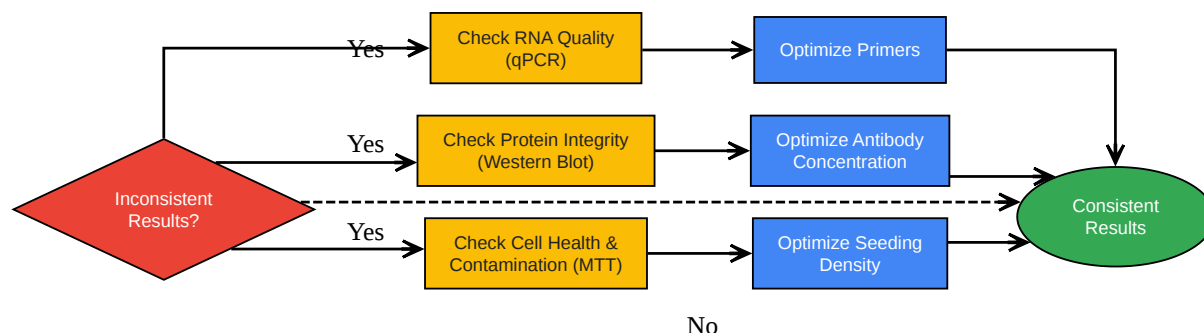 Yes
Check RNA Quality
(qPCR)
Optimize Primers
Yes
Check Protein Integrity
(Western Blot)
Optimize Antibody
Concentration
Inconsistent
Results?
Consistent
Results
Yes
Check Cell Health &
Contamination (MTT)
Optimize Seeding
Density
No